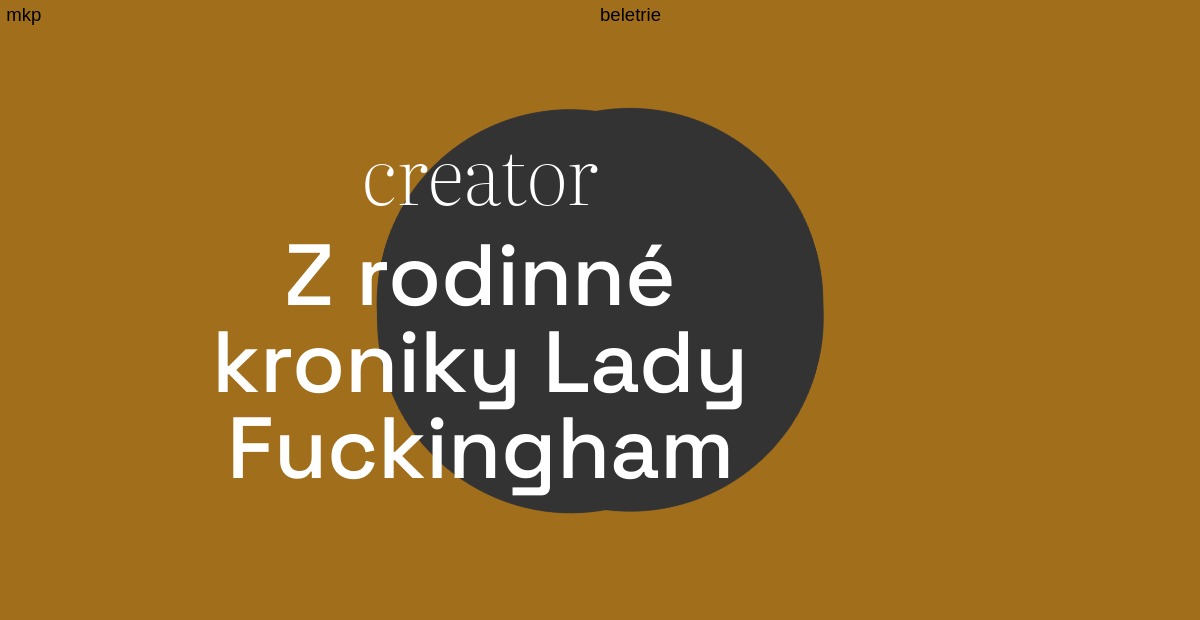 mkp
beletrie
creator
Z rodinné
kroniky Lady
Fuckingham